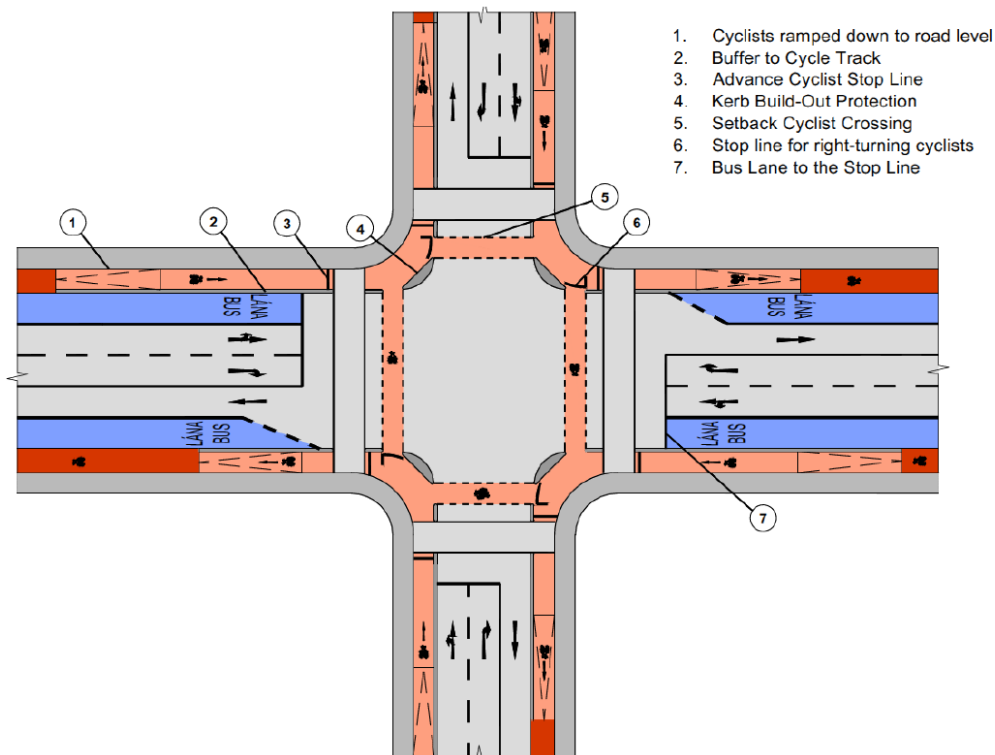 1. Cyclists ramped down to road level
2. Buffer to Cycle Track
3. Advance Cyclist Stop Line
4. Kerb Build-Out Protection
5. Setback Cyclist Crossing
6. Stop line for right-turning cyclists
7. Bus Lane to the Stop Line
5
1
2
3
4
6
LÁNA
BUS
LÁNA
BUS
LÁNA
BUS
LÁNA
BUS
7